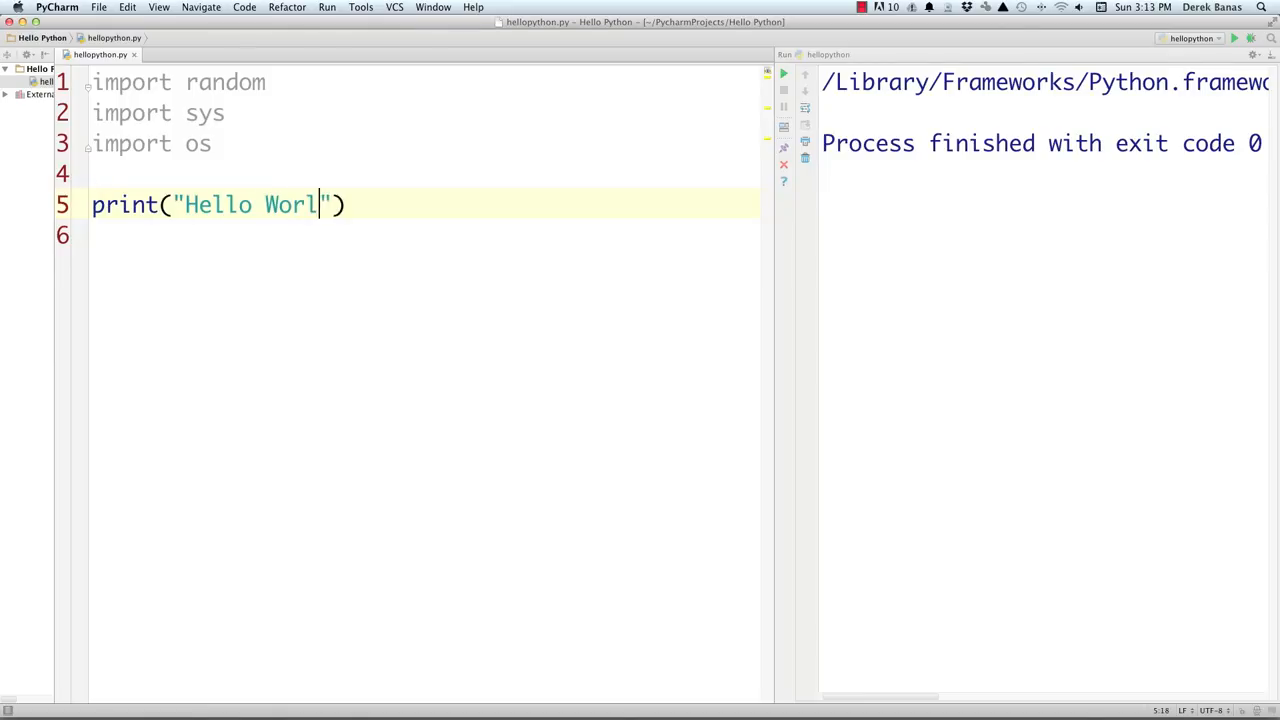 PyCharm File Edit View Navigate Code Refactor Run Tools VCS Window Help 10 Sun 3:13 PM Derek Banas
hellopython.py – Hello Python – [~/PycharmProjects/Hello Python]
Hello Python hellopython.py hellopython
hellopython.py Run hellopython
Hello P
hell
Externa
1 import random
2 import sys
3 import os
4
5 print("Hello Worl")
6
/Library/Frameworks/Python.framewo
Process finished with exit code 0
5:18 LF UTF-8